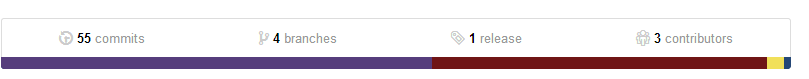 55 commits 4 branches 1 release 3 contributors